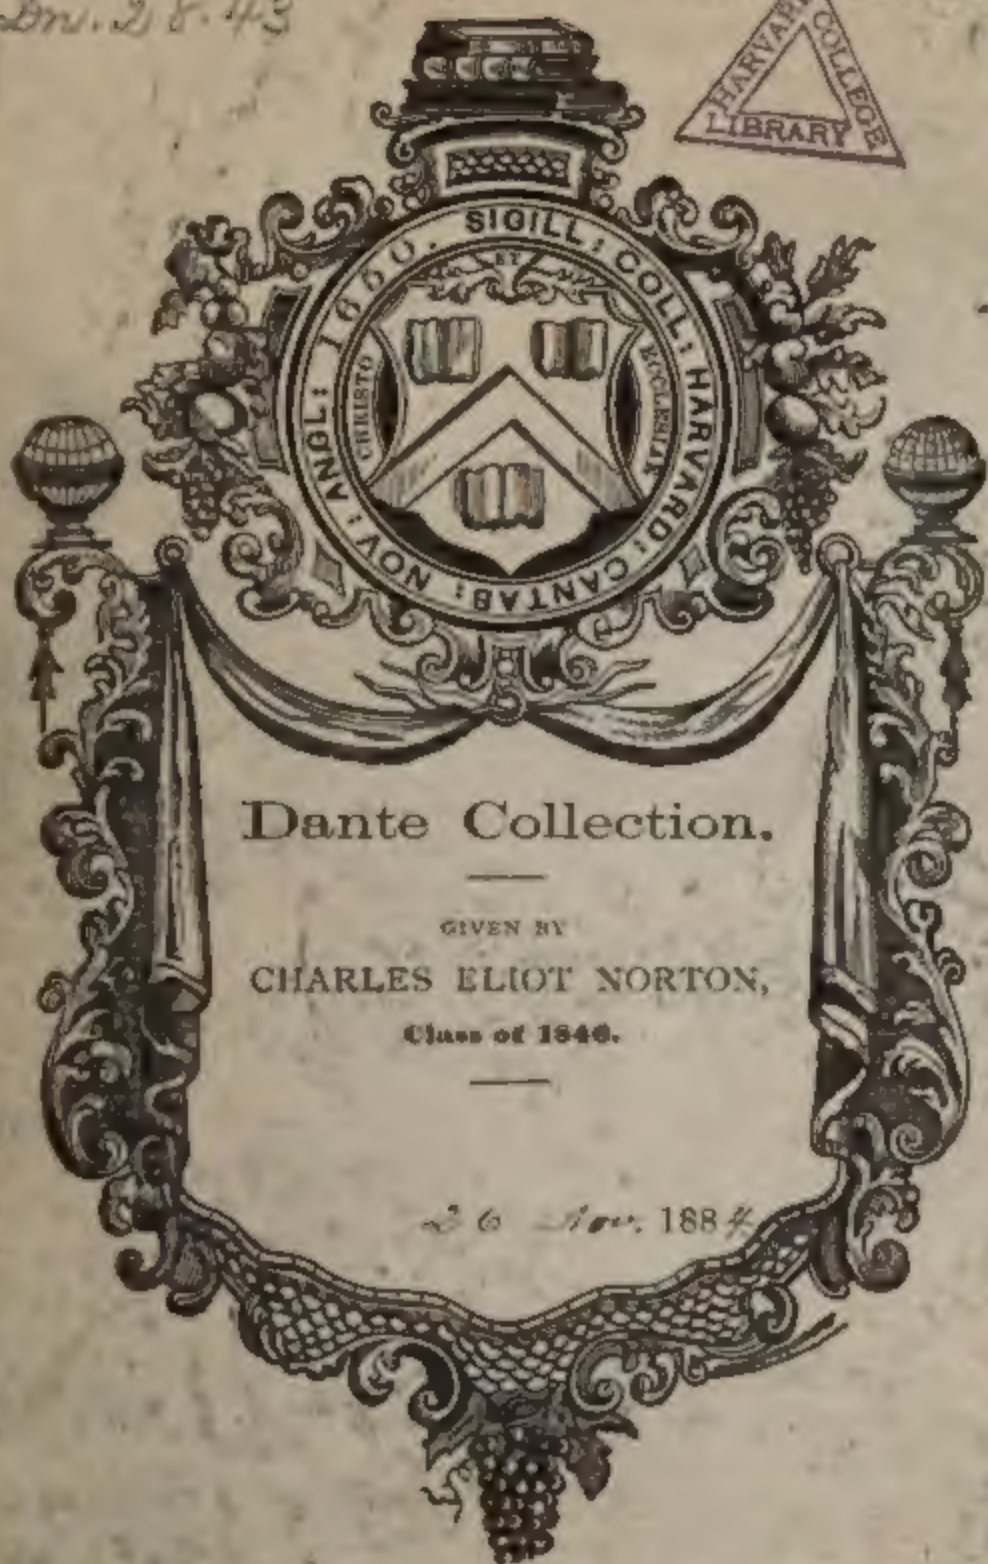 Dn. 28.43
HARVARD COLLEGE LIBRARY
SIGILL: COLL: HARVARD: CANTAB: NOV: ANGL: 1650.
CHRISTO
ET
ECCLESIÆ
Dante Collection.
GIVEN BY
CHARLES ELIOT NORTON,
Class of 1846.
26 Nov. 1884